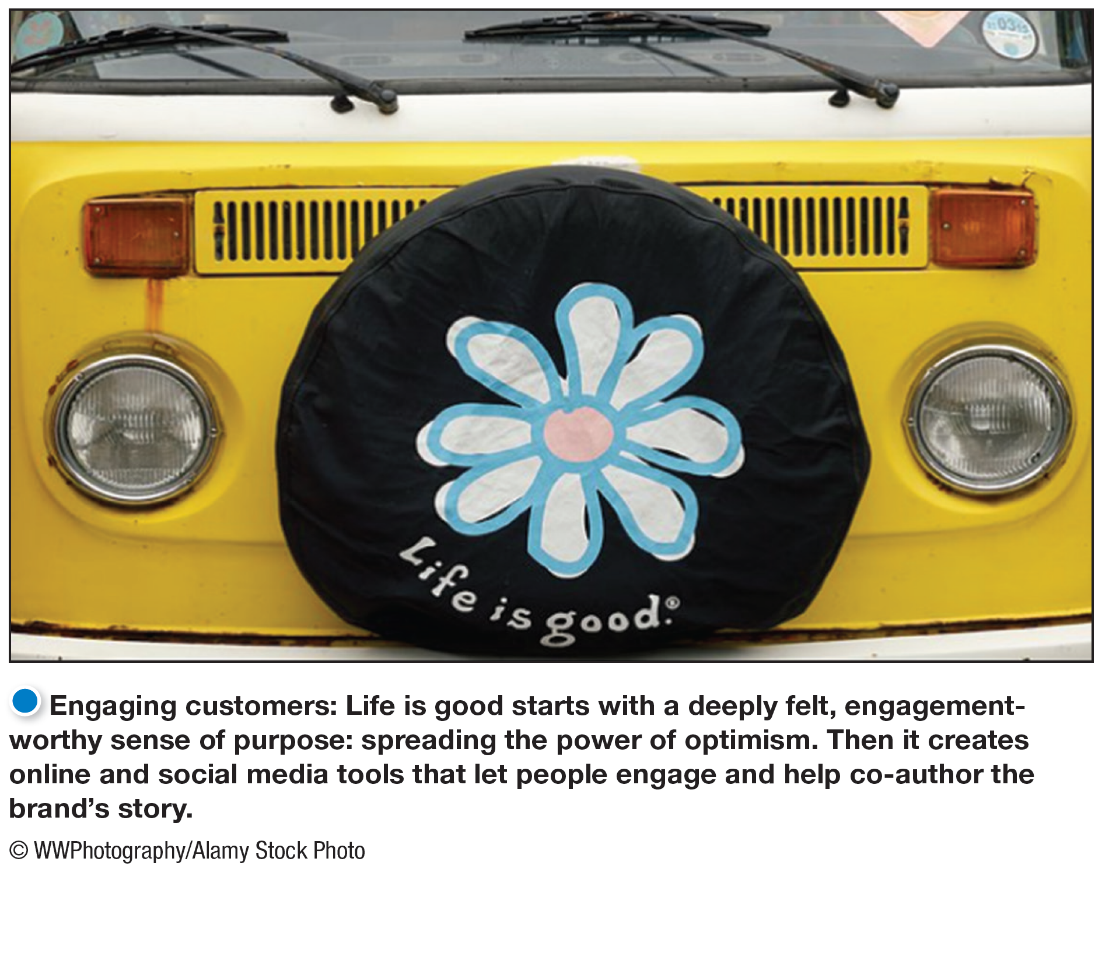 03
Life is good.®
Engaging customers: Life is good starts with a deeply felt, engagement-
worthy sense of purpose: spreading the power of optimism. Then it creates
online and social media tools that let people engage and help co-author the
brand’s story.
© WWPhotography/Alamy Stock Photo